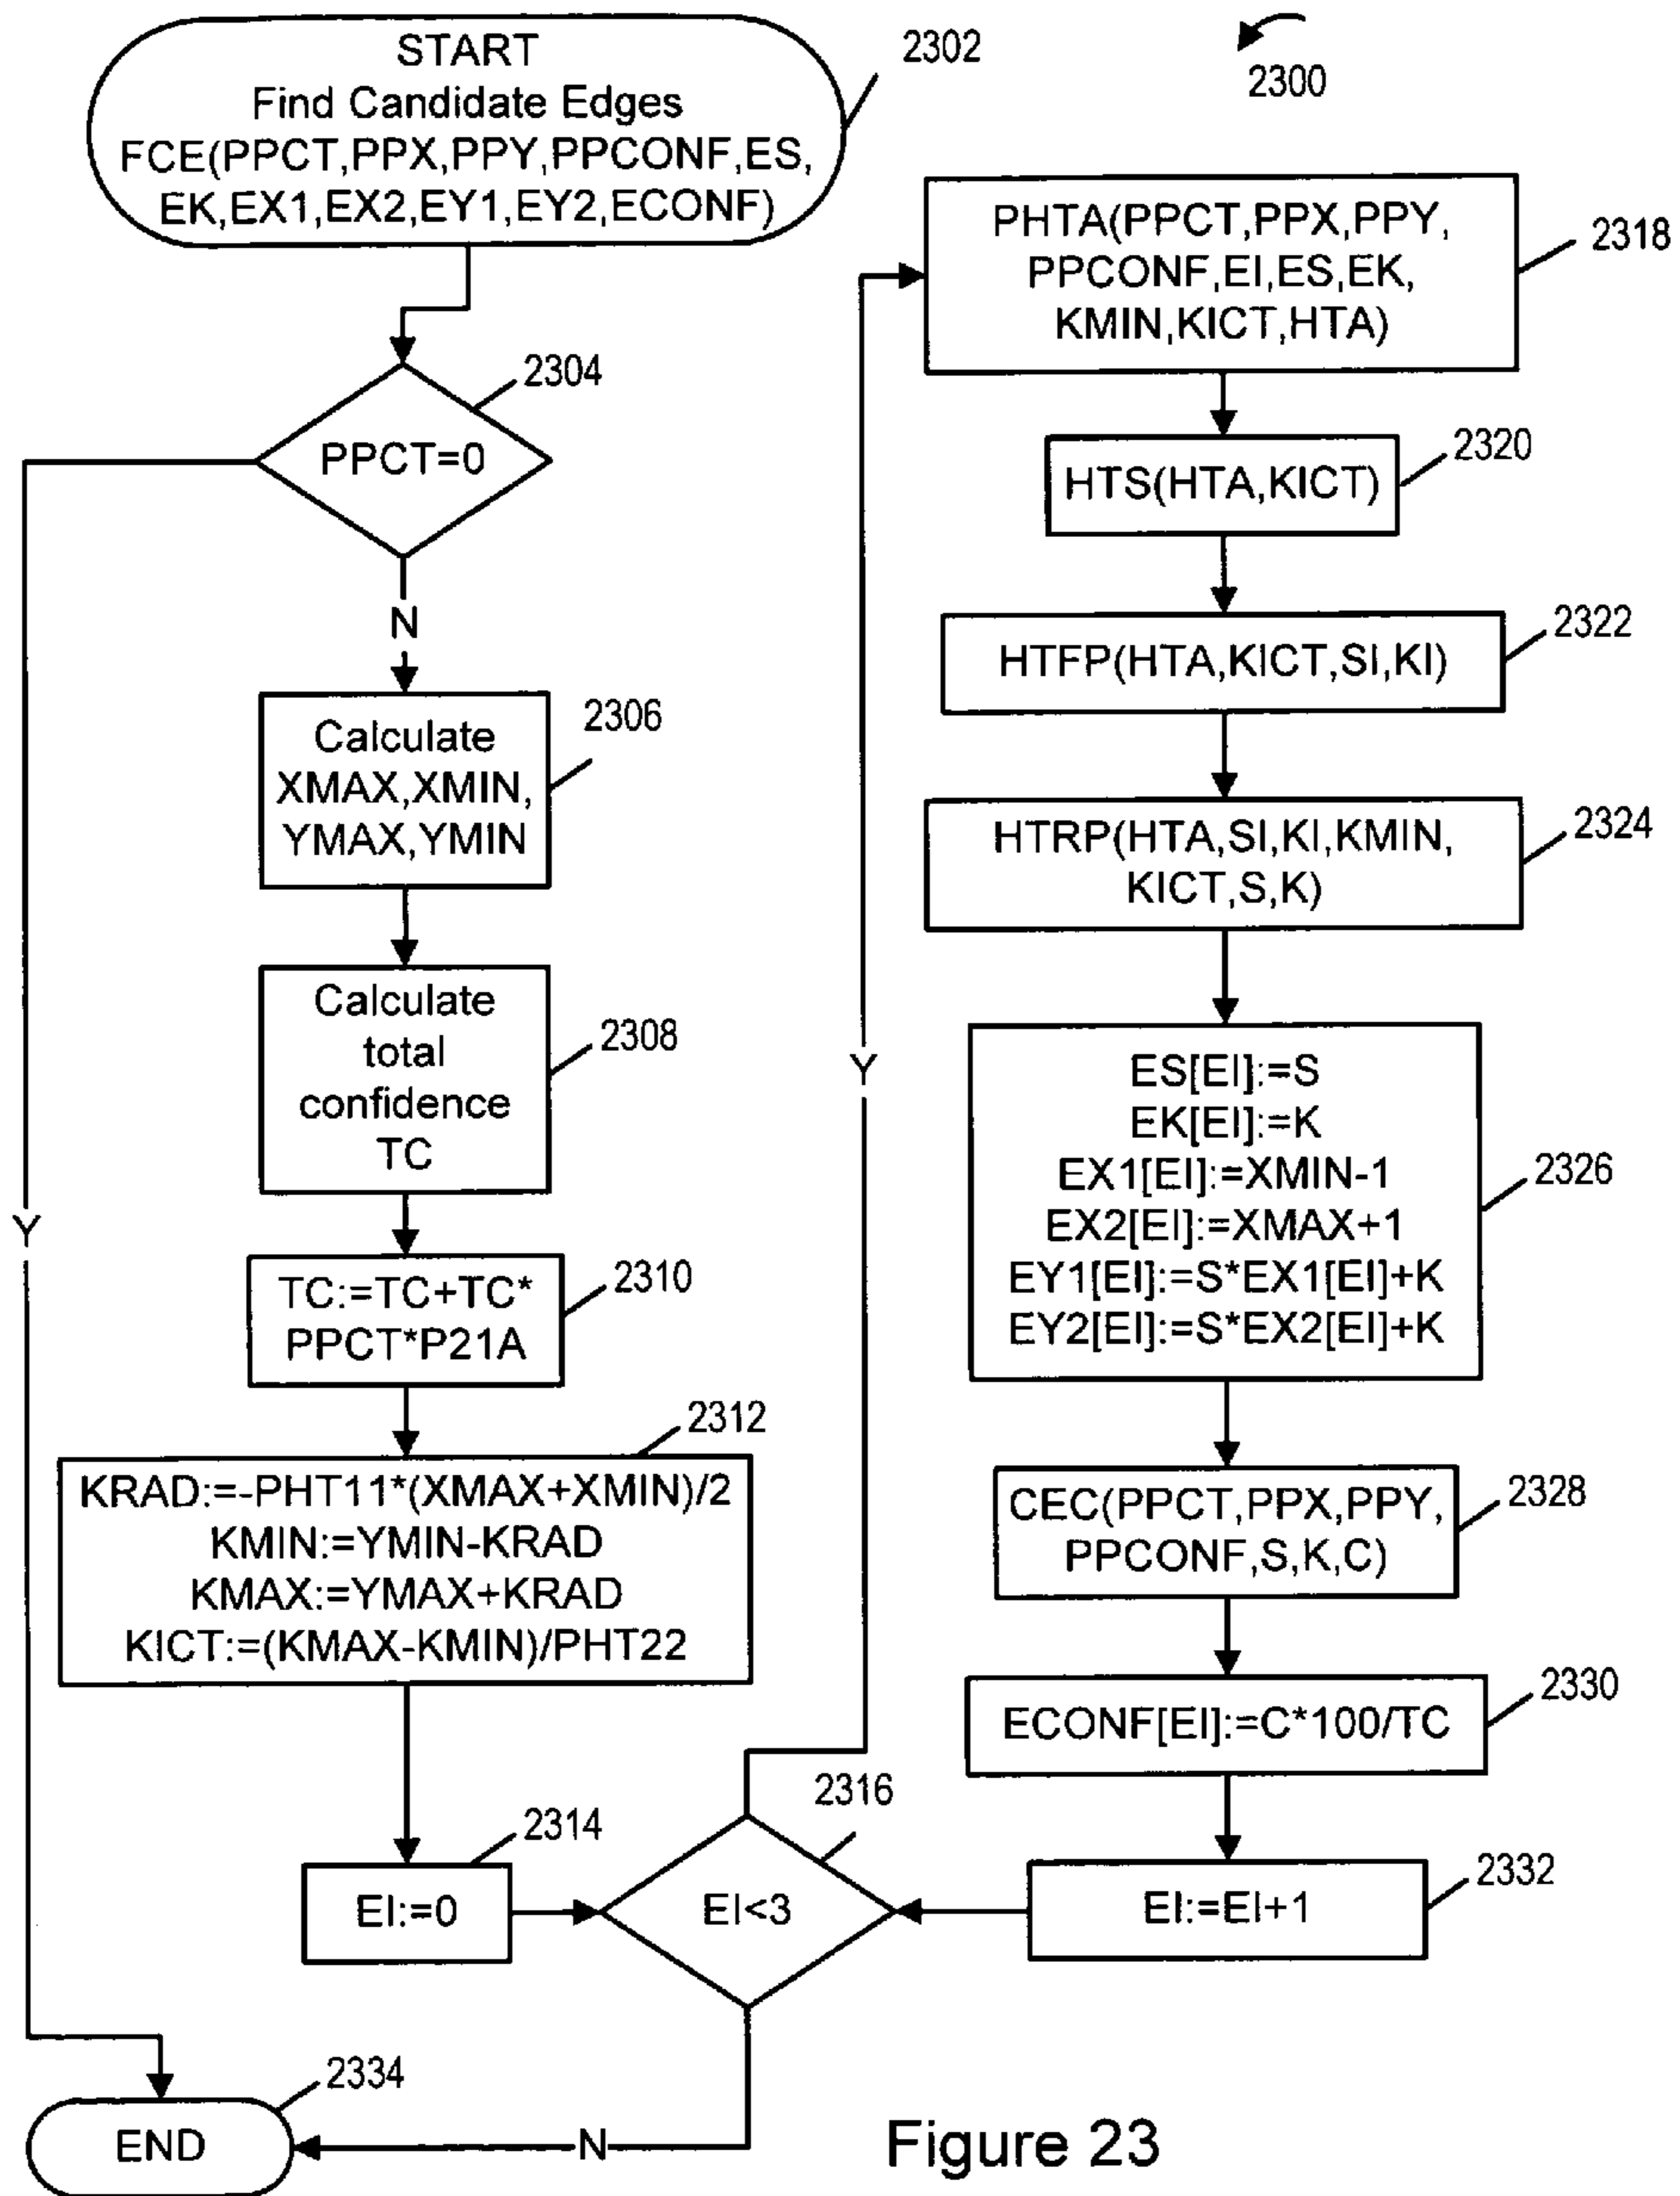 START
Find Candidate Edges
FCE(PPCT,PPX,PPY,PPCONF,ES,
EK,EX1,EX2,EY1,EY2,ECONF)
2302
2300
2304
PPCT=0
Y
N
2306
Calculate
XMAX,XMIN,
YMAX,YMIN
2308
Calculate
total
confidence
TC
2310
TC:=TC+TC*
PPCT*P21A
2312
KRAD:=-PHT11*(XMAX+XMIN)/2
KMIN:=YMIN-KRAD
KMAX:=YMAX+KRAD
KICT:=(KMAX-KMIN)/PHT22
2314
EI:=0
2316
EI<3
Y
N
2318
PHTA(PPCT,PPX,PPY,
PPCONF,EI,ES,EK,
KMIN,KICT,HTA)
2320
HTS(HTA,KICT)
2322
HTFP(HTA,KICT,SI,KI)
2324
HTRP(HTA,SI,KI,KMIN,
KICT,S,K)
2326
ES[EI]:=S
EK[EI]:=K
EX1[EI]:=XMIN-1
EX2[EI]:=XMAX+1
EY1[EI]:=S*EX1[EI]+K
EY2[EI]:=S*EX2[EI]+K
2328
CEC(PPCT,PPX,PPY,
PPCONF,S,K,C)
2330
ECONF[EI]:=C*100/TC
2332
EI:=EI+1
2334
END
Figure 23